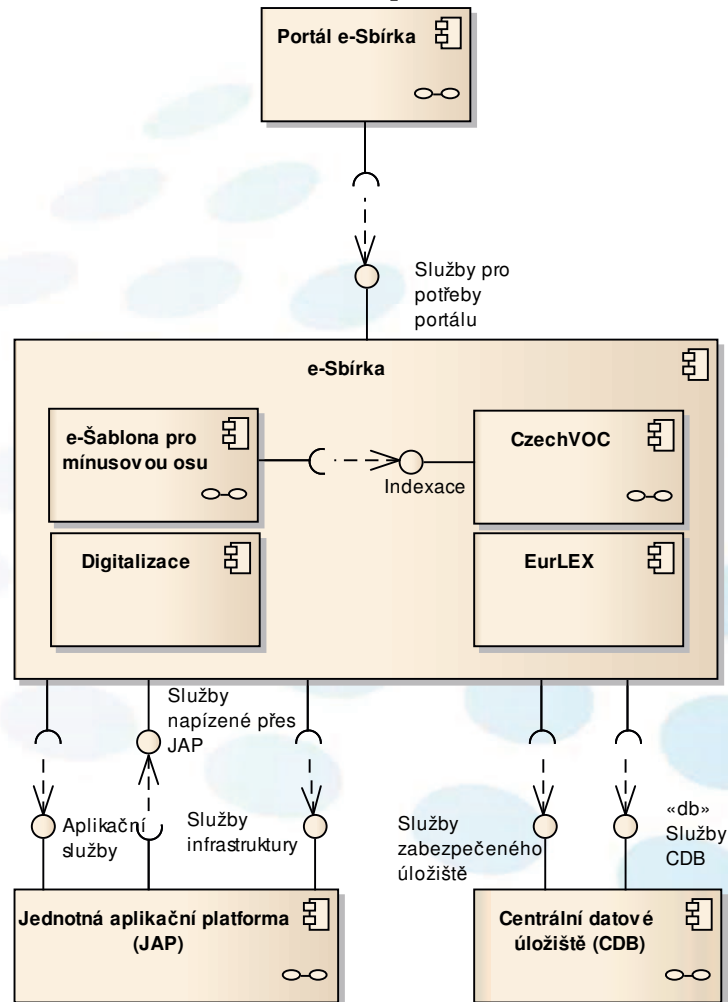 Portál e-Sbírka
Služby pro
potřeby
portálu
e-Sbírka
e-Šablona pro
mínusovou osu
Indexace
CzechVOC
Digitalizace
EurLEX
Služby
napízené přes
JAP
Aplikační
služby
Služby
infrastruktury
Služby
zabezpečeného
úložiště
«db»
Služby
CDB
Jednotná aplikační platforma
(JAP)
Centrální datové
úložiště (CDB)